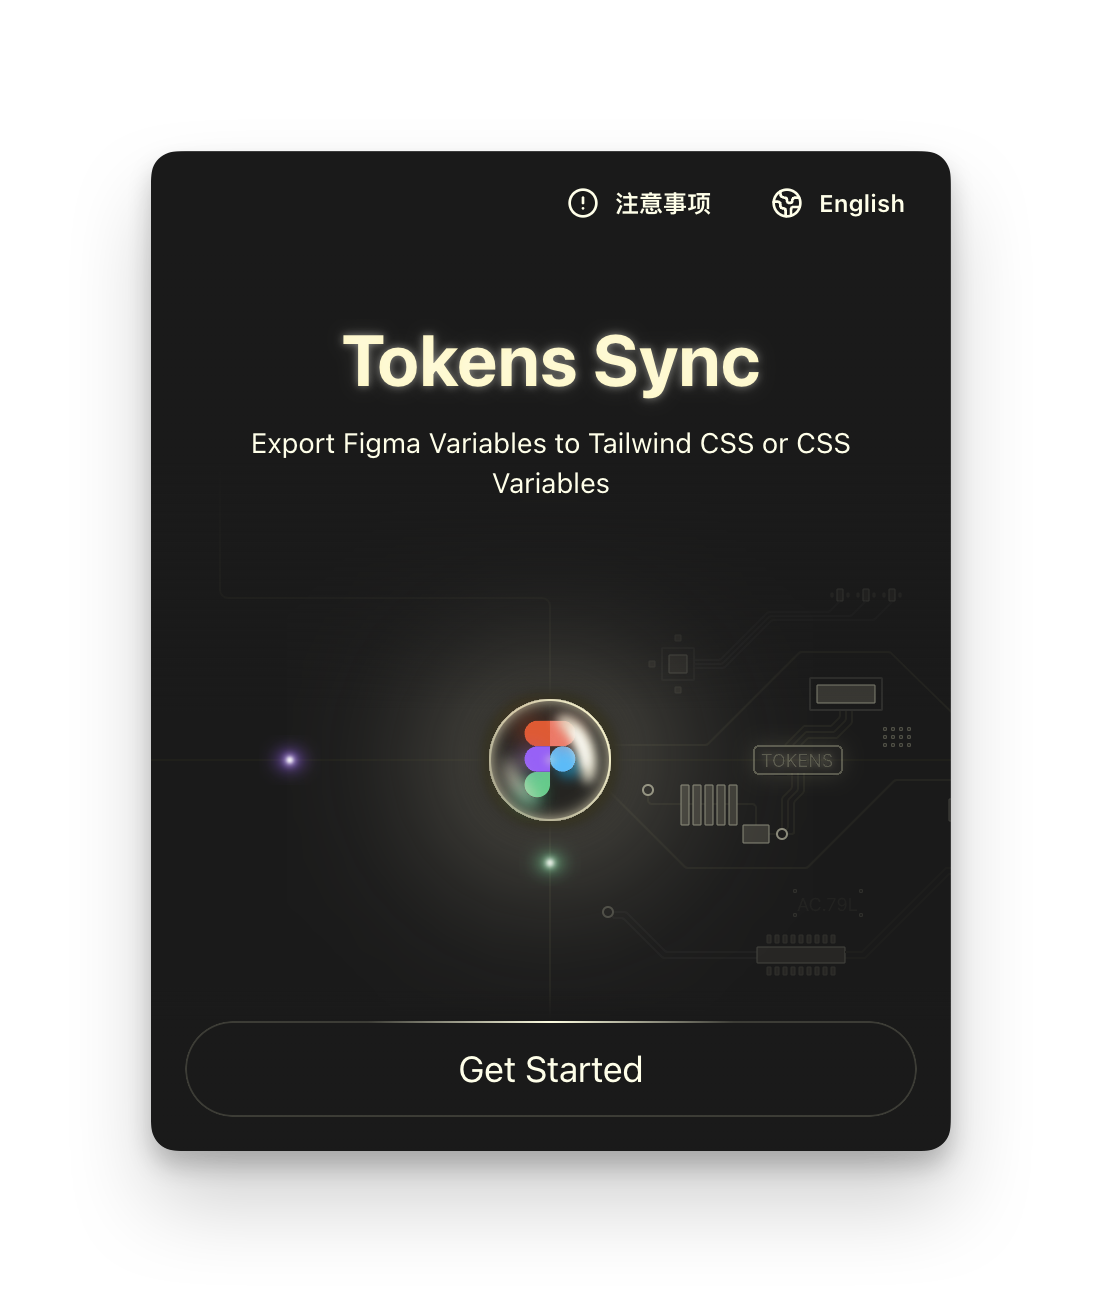 注意事项
English
Tokens Sync
Export Figma Variables to Tailwind CSS or CSS
Variables
TOKENS
AC.79L
Get Started